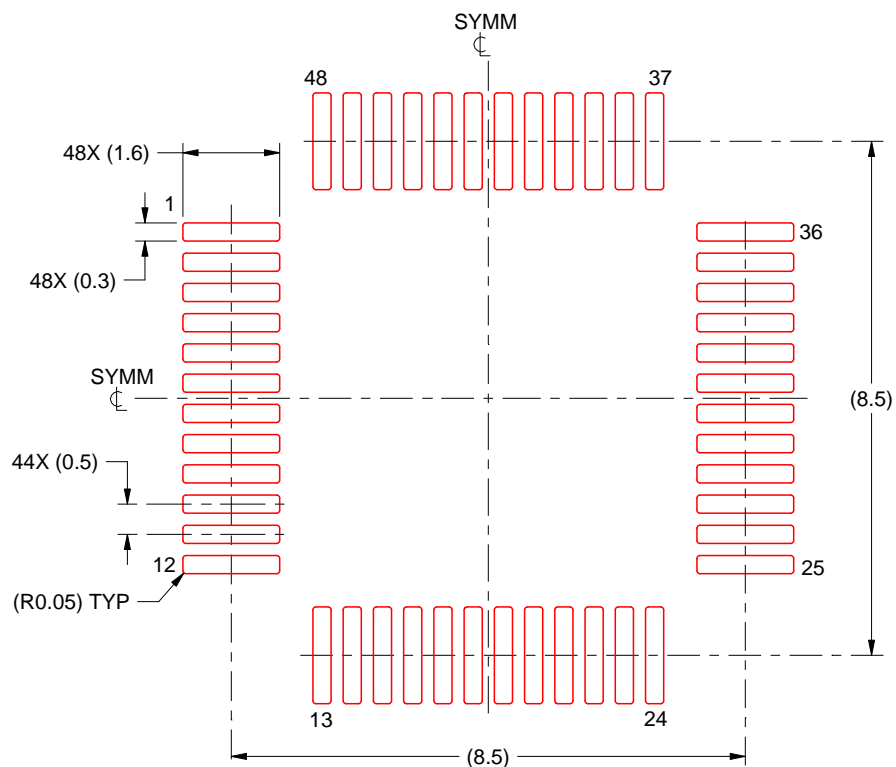 SYMM
℄
48
37
48X (1.6)
1
36
48X (0.3)
SYMM
℄
(8.5)
44X (0.5)
12
25
(R0.05) TYP
13
24
(8.5)